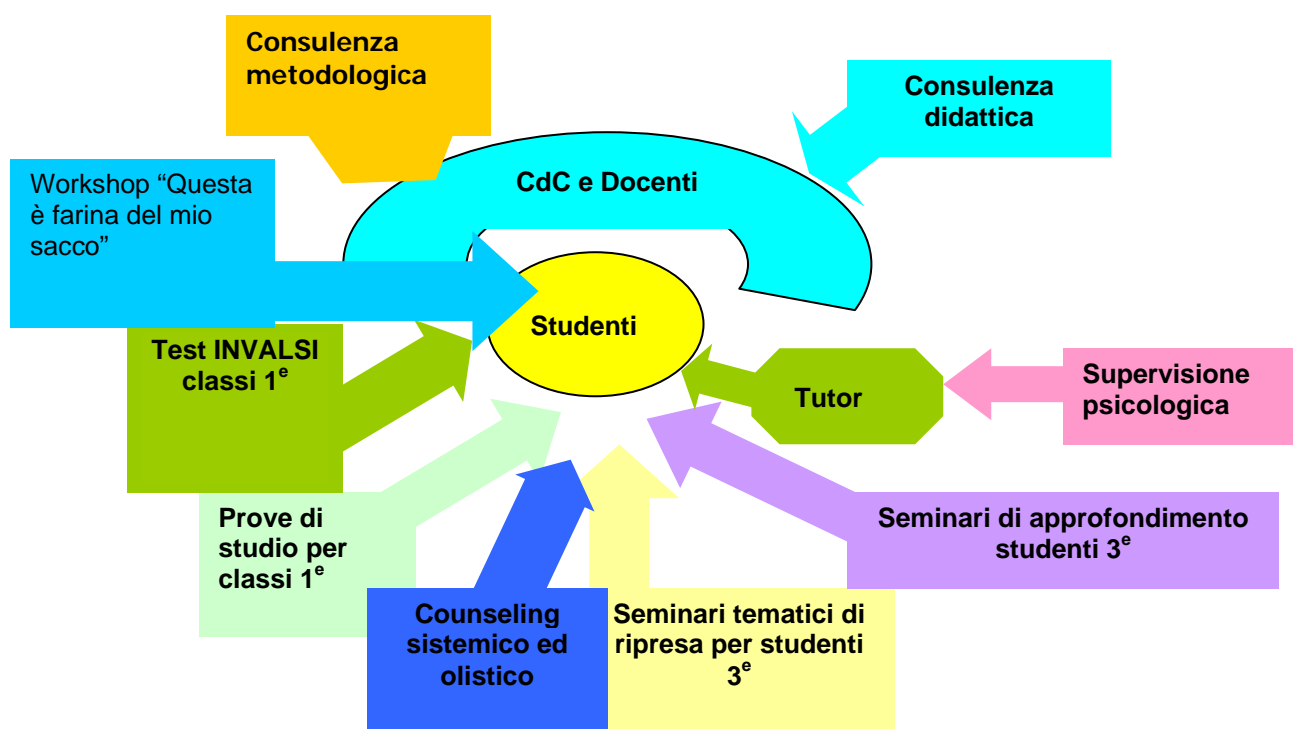 Consulenza
metodologica
Consulenza
didattica
CdC e Docenti
Workshop “Questa
è farina del mio
sacco”
Studenti
Test INVALSI
classi 1e
Tutor
Supervisione
psicologica
Prove di
studio per
classi 1e
Seminari di approfondimento
studenti 3e
Counseling
sistemico ed
olistico
Seminari tematici di
ripresa per studenti
3e